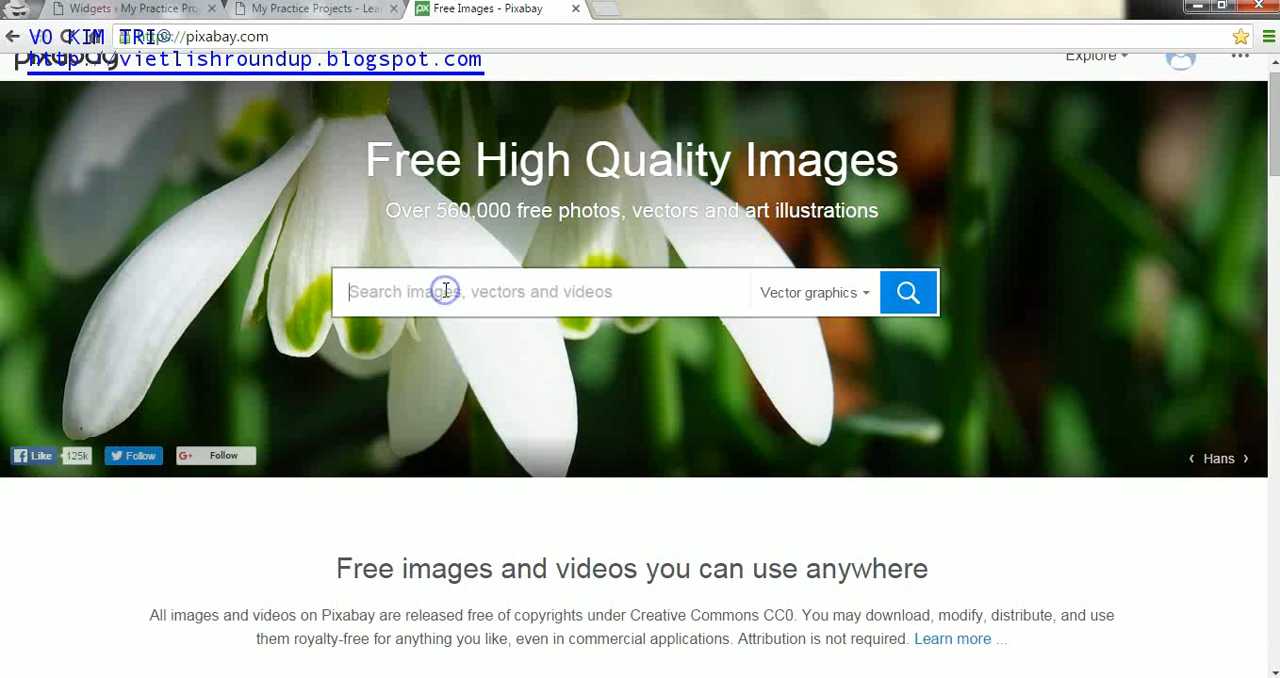 Widgets ‹ My Practice Pro
My Practice Projects - Lea
Free Images - Pixabay
VO KIM TRI©
https://pixabay.com
http://vietlishroundup.blogspot.com
pixabay
Explore
Free High Quality Images
Over 560,000 free photos, vectors and art illustrations
Search images, vectors and videos
Vector graphics
Like 125k
Follow
G+ Follow
‹ Hans ›
Free images and videos you can use anywhere
All images and videos on Pixabay are released free of copyrights under Creative Commons CC0. You may download, modify, distribute, and use
them royalty-free for anything you like, even in commercial applications. Attribution is not required. Learn more ...